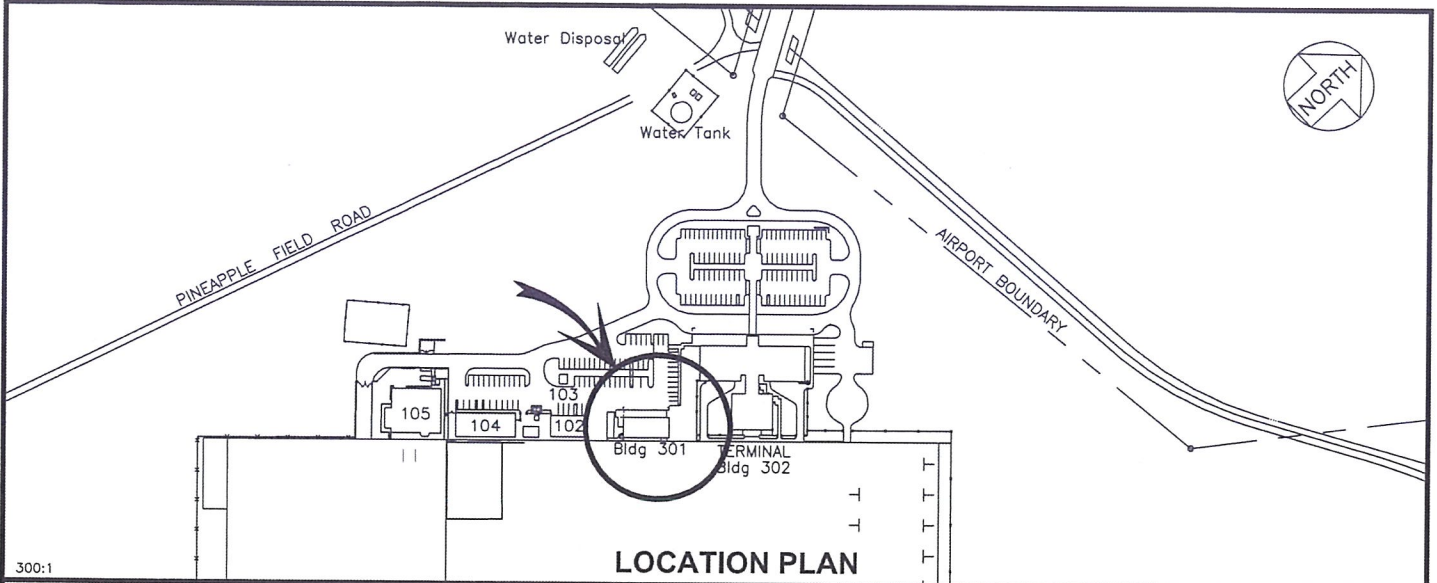 Water Disposal
NORTH
Water Tank
PINEAPPLE FIELD ROAD
AIRPORT BOUNDARY
103
105
104
102
Bldg 301
TERMINAL
Bldg 302
300:1
LOCATION PLAN